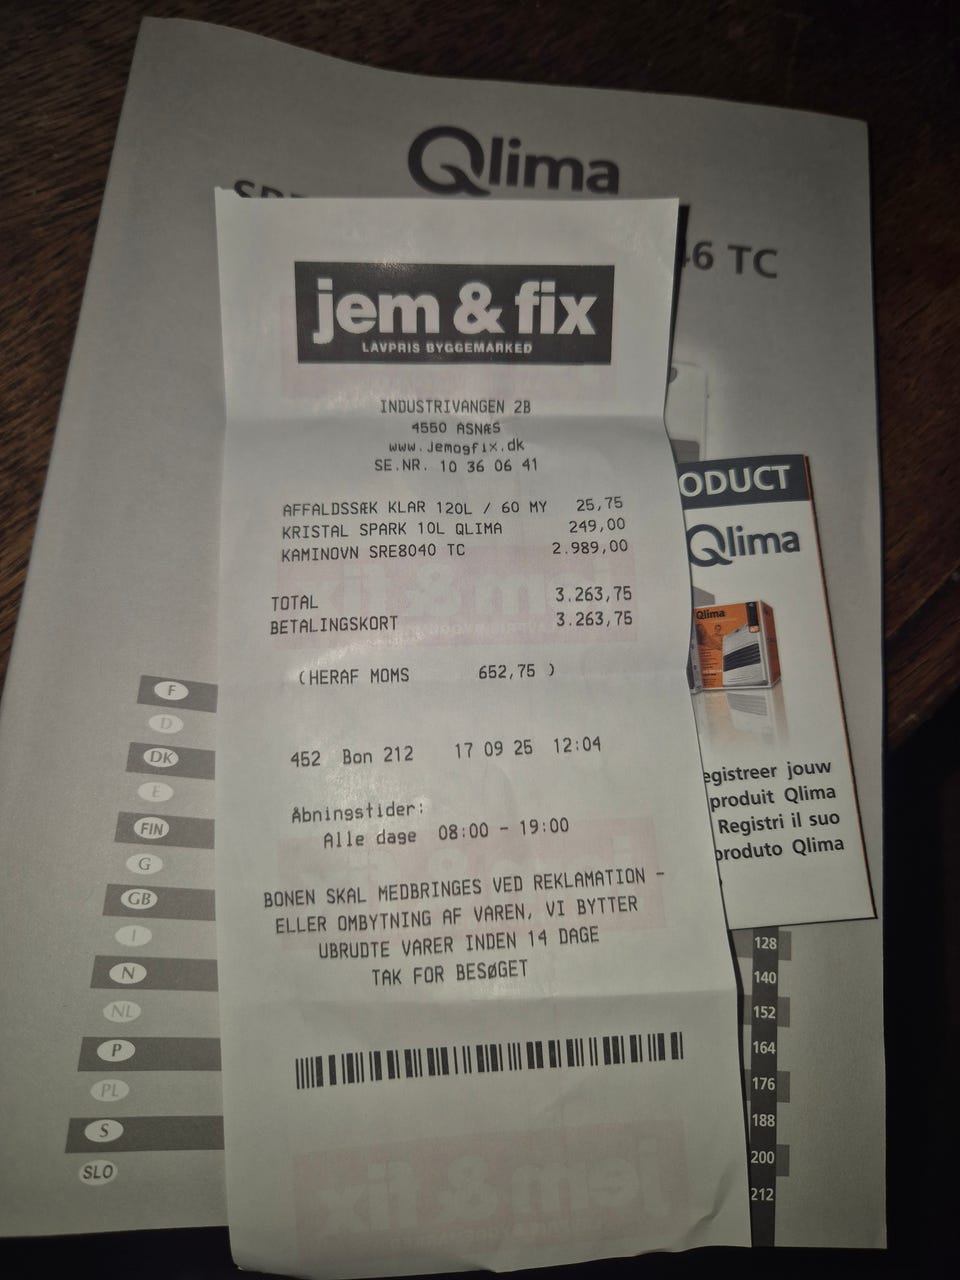 Qlima
46 TC
jem & fix
LAVPRIS BYGGEMARKED
INDUSTRIVANGEN 2B
4550 ASNÆS
www.jemogfix.dk
SE.NR. 10 36 06 41
AFFALDSSÆK KLAR 120L / 60 MY 25,75
KRISTAL SPARK 10L QLIMA 249,00
KAMINOVN SRE8040 TC 2.989,00
TOTAL 3.263,75
BETALINGSKORT 3.263,75
(HERAF MOMS 652,75 )
452 Bon 212 17 09 25 12:04
Åbningstider:
Alle dage 08:00 - 19:00
BONEN SKAL MEDBRINGES VED REKLAMATION -
ELLER OMBYTNING AF VAREN, VI BYTTER
UBRUDTE VARER INDEN 14 DAGE
TAK FOR BESØGET
ODUCT
Qlima
Qlima
egistreer jouw
produit Qlima
Registri il suo
produto Qlima
F
D
DK
E
FIN
G
GB
I
N
NL
P
PL
S
SLO
128
140
152
164
176
188
200
212